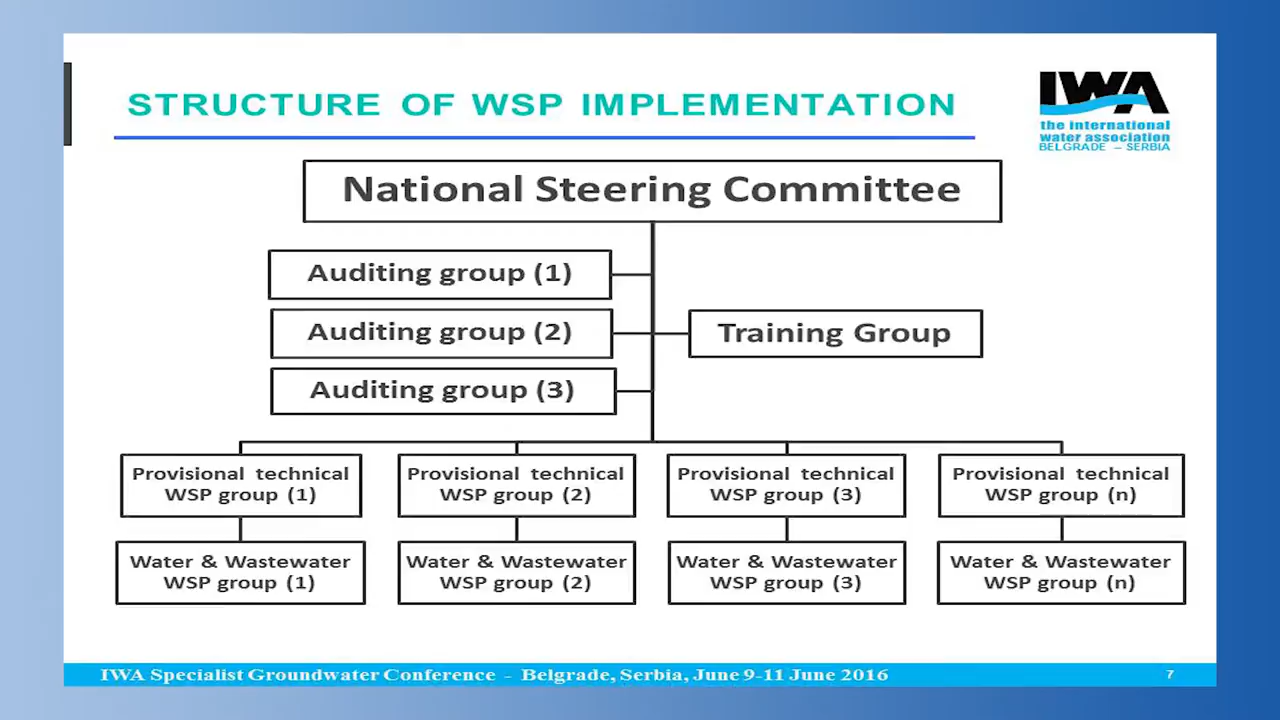 STRUCTURE OF WSP IMPLEMENTATION
IWA
the international
water association
BELGRADE – SERBIA
National Steering Committee
Auditing group (1)
Auditing group (2)
Training Group
Auditing group (3)
Provisional technical
WSP group (1)
Provisional technical
WSP group (2)
Provisional technical
WSP group (3)
Provisional technical
WSP group (n)
Water & Wastewater
WSP group (1)
Water & Wastewater
WSP group (2)
Water & Wastewater
WSP group (3)
Water & Wastewater
WSP group (n)
IWA Specialist Groundwater Conference - Belgrade, Serbia, June 9-11 June 2016
7